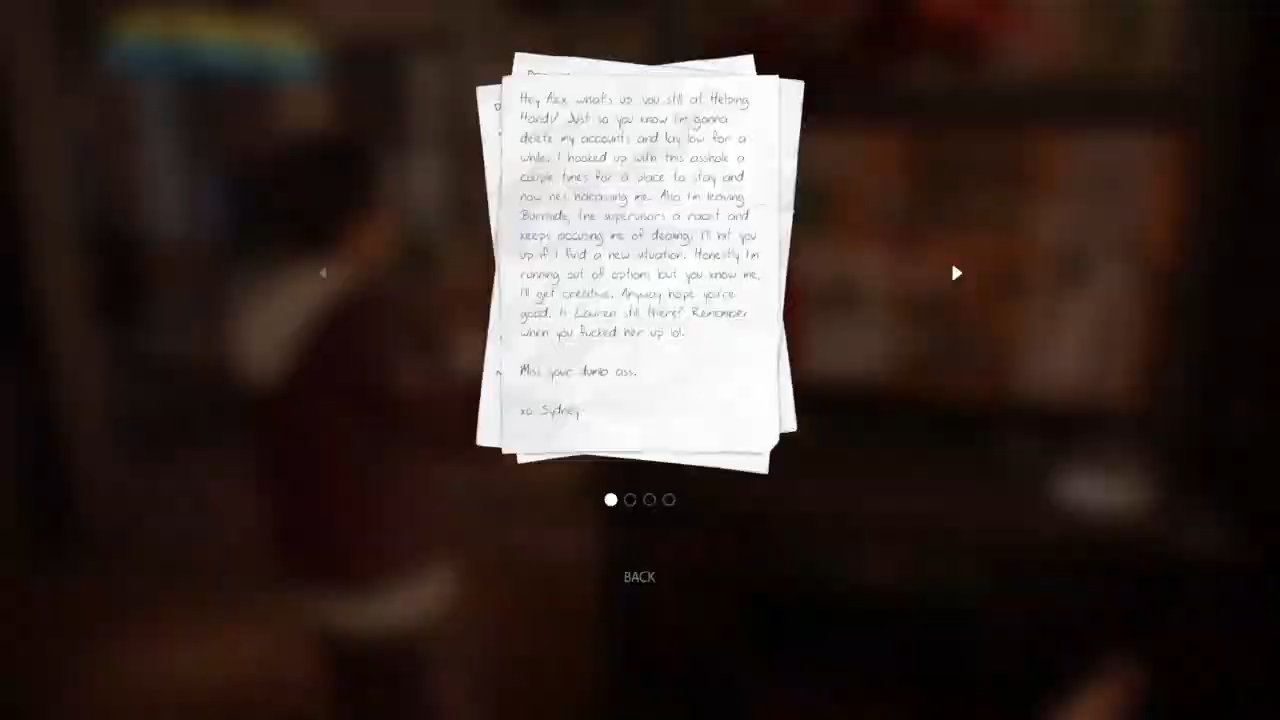 Hey Alex, what's up, you still at Helping
Hand? Just so you know I'm gonna
delete my accounts and lay low for a
while. I hooked up with this asshole a
couple times for a place to stay and
now he's harassing me. Also I'm leaving
Burnside, the supervisor's a racist and
keeps accusing me of dealing. I'll hit you
up if I find a new situation. Honestly I'm
running out of options but you know me,
I'll get creative. Anyway hope you're
good. Is Lauren still there? Remember
when you fucked her up lol.
Miss your dumb ass.
xo Sydney
BACK